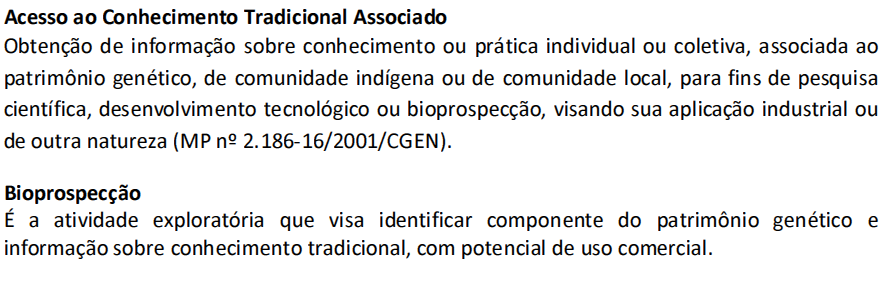 Acesso ao Conhecimento Tradicional Associado
Obtenção de informação sobre conhecimento ou prática individual ou coletiva, associada ao
patrimônio genético, de comunidade indígena ou de comunidade local, para fins de pesquisa
científica, desenvolvimento tecnológico ou bioprospecção, visando sua aplicação industrial ou
de outra natureza (MP nº 2.186-16/2001/CGEN).
Bioprospecção
É a atividade exploratória que visa identificar componente do patrimônio genético e
informação sobre conhecimento tradicional, com potencial de uso comercial.